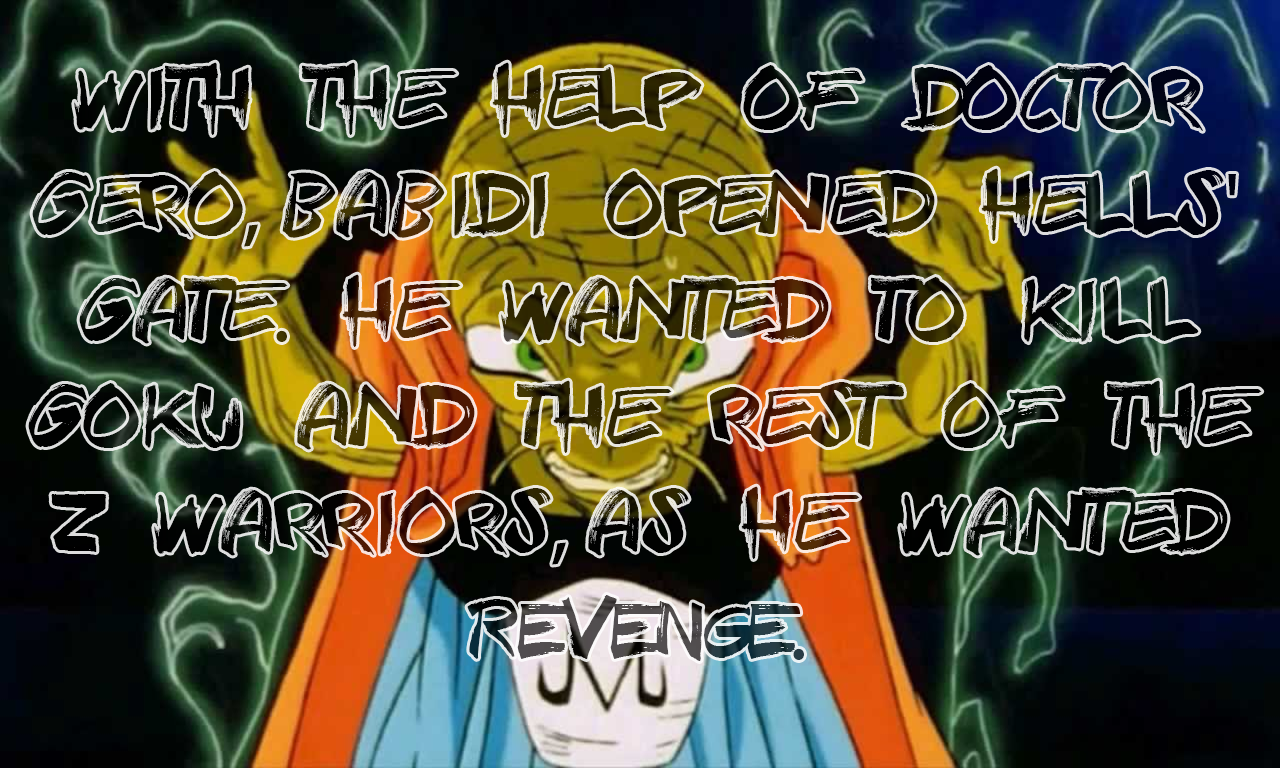 WITH THE HELP OF DOCTOR
GERO, BABIDI OPENED HELLS'
GATE. HE WANTED TO KILL
GOKU AND THE REST OF THE
Z WARRIORS, AS HE WANTED
REVENGE.
M